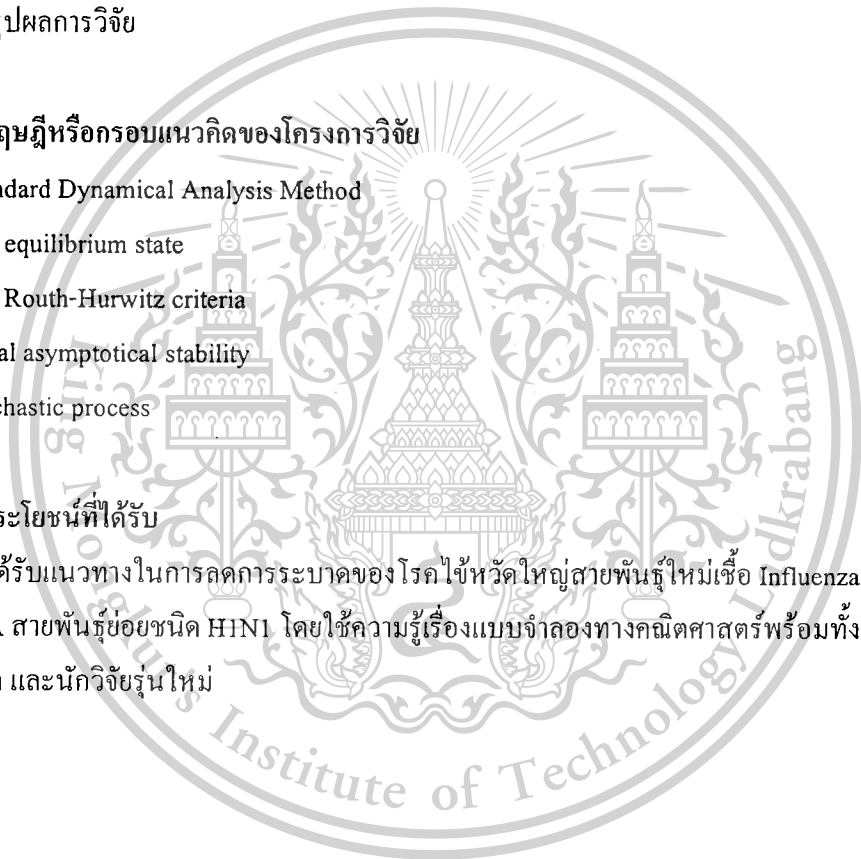 ปผลการวิจัย
ฤษฎีหรือกรอบแนวคิดของโครงการวิจัย
ndard Dynamical Analysis Method
equilibrium state
Routh-Hurwitz criteria
al asymptotical stability
chastic process
ระโยชน์ที่ได้รับ
ด้รับแนวทางในการลดการระบาดของโรคไข้หวัดใหญ่สายพันธุ์ใหม่เชื้อ Influenza
สายพันธุ์ย่อยชนิด H1N1 โดยใช้ความรู้เรื่องแบบจำลองทางคณิตศาสตร์พร้อมทั้ง
และนักวิจัยรุ่นใหม่
King Mongkut's Institute of Technology Ladkrabang